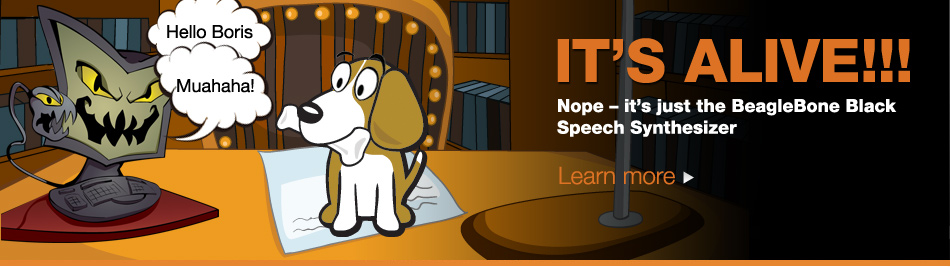 Hello Boris
Muahaha!
IT'S ALIVE!!!
Nope – it's just the BeagleBone Black
Speech Synthesizer
Learn more